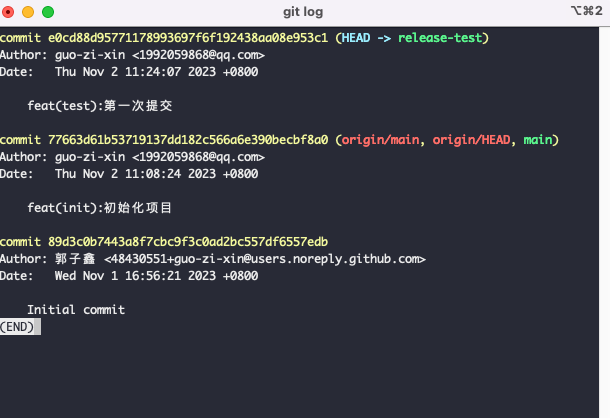 git log
⌥⌘2
commit e0cd88d95771178993697f6f192438aa08e953c1 (HEAD -> release-test)
Author: guo-zi-xin <1992059868@qq.com>
Date:   Thu Nov 2 11:24:07 2023 +0800
feat(test):第一次提交
commit 77663d61b53719137dd182c566a6e390becbf8a0 (origin/main, origin/HEAD, main)
Author: guo-zi-xin <1992059868@qq.com>
Date:   Thu Nov 2 11:08:24 2023 +0800
feat(init):初始化项目
commit 89d3c0b7443a8f7cbc9f3c0ad2bc557df6557edb
Author: 郭子鑫 <48430551+guo-zi-xin@users.noreply.github.com>
Date:   Wed Nov 1 16:56:21 2023 +0800
Initial commit
(END)